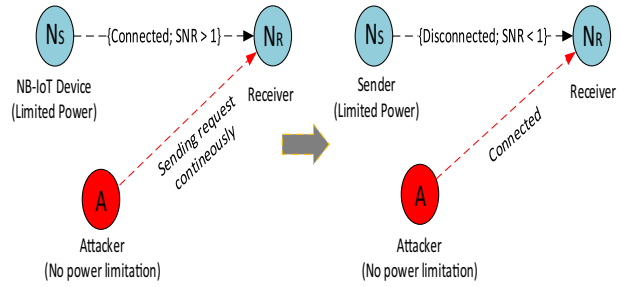 NS
{Connected; SNR > 1}
NR
NB-IoT Device
(Limited Power)
Receiver
Sending request
contineously
A
Attacker
(No power limitation)
NS
{Disconnected; SNR < 1}
NR
Sender
(Limited Power)
Receiver
Connected
A
Attacker
(No power limitation)